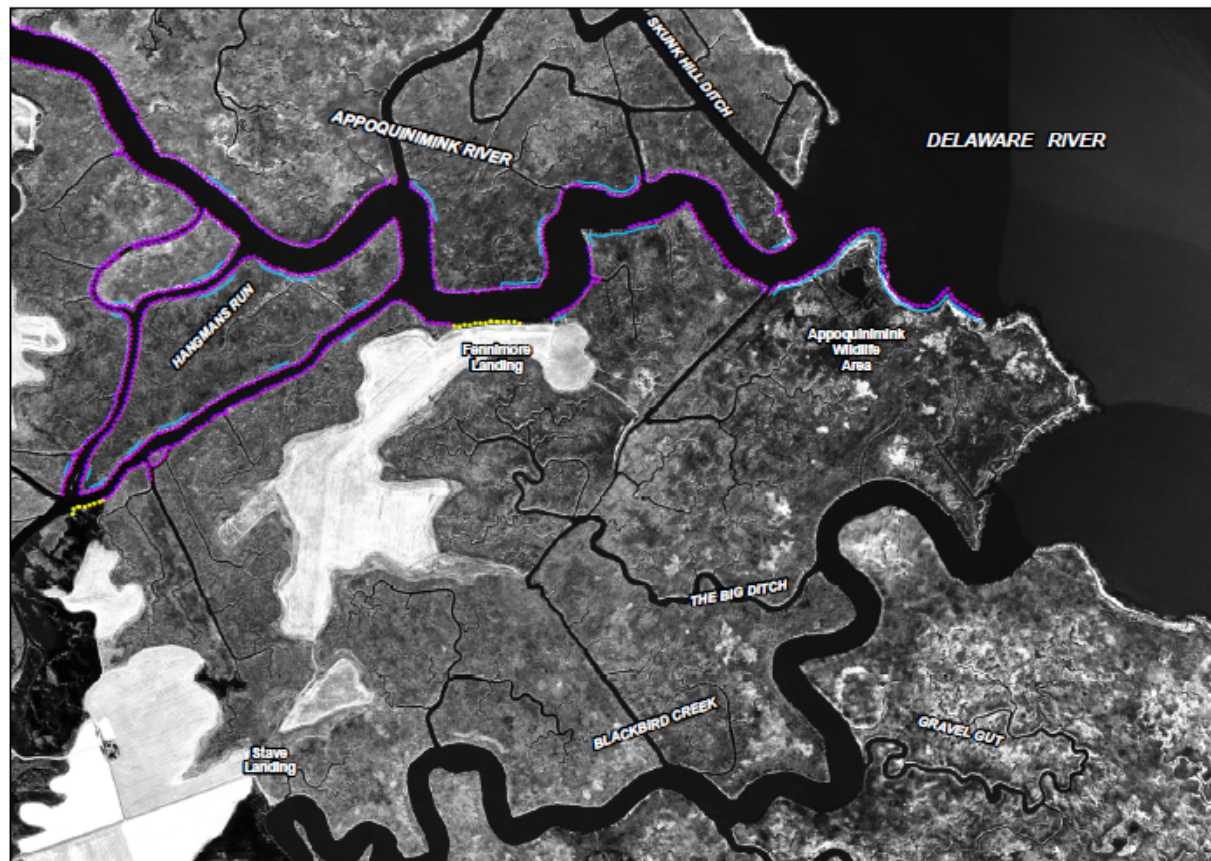 SKUNK HILL DITCH
APPOQUINIMINK RIVER
DELAWARE RIVER
HANGMANS RUN
Fennimore
Landing
Appoquinimink
Wildlife
Area
THE BIG DITCH
BLACKBIRD CREEK
GRAVEL GUT
Stave
Landing